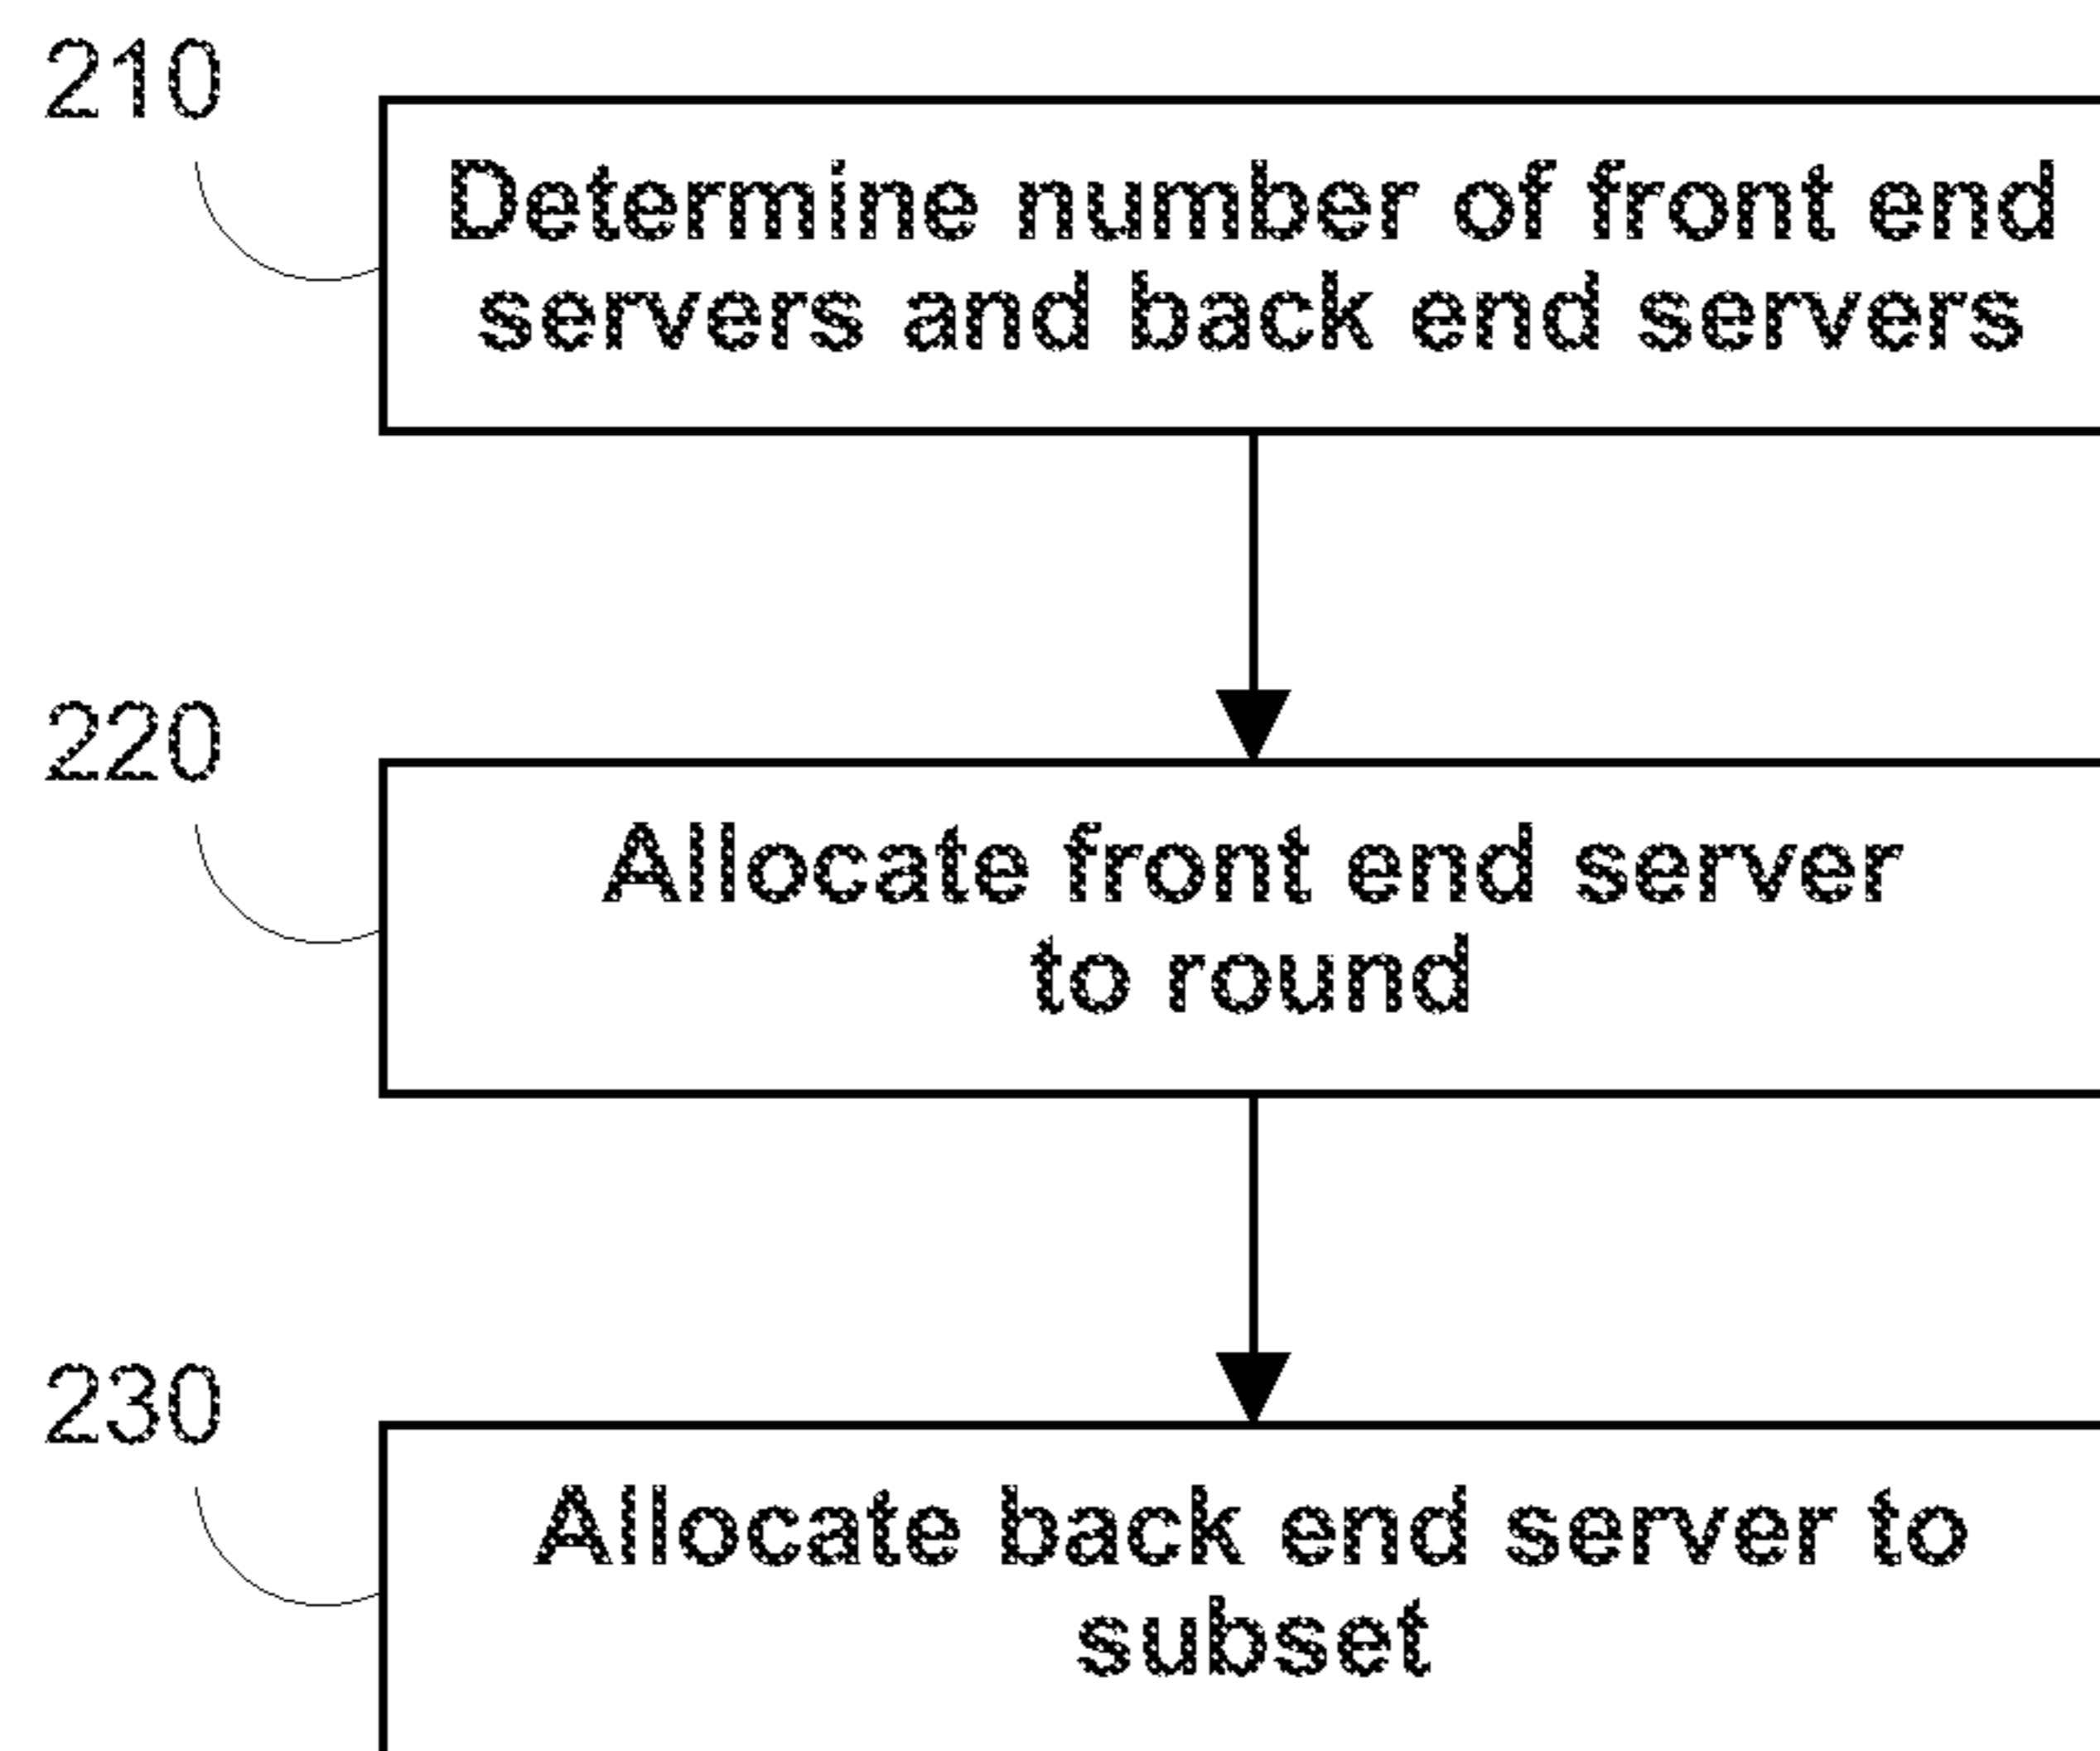 210
Determine number of front end
servers and back end servers
220
Allocate front end server
to round
230
Allocate back end server to
subset